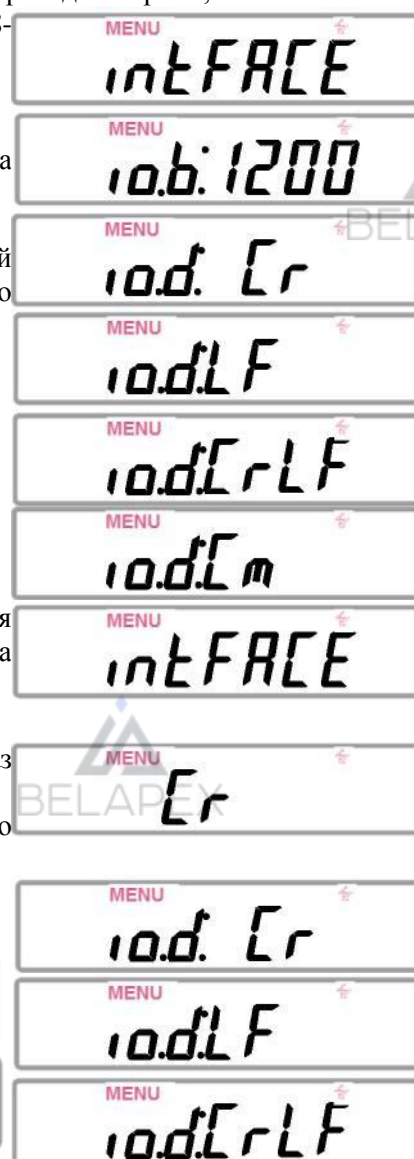 MENU
intFACE
MENU
а
io.b:1200
BEL
MENU
й
io.d. Cr
о
MENU
io.d.LF
MENU
io.d.CrLF
MENU
io.d.Cm
MENU
я
intFACE
а
MENU
з
Cr
BELAPEX
о
MENU
io.d. Cr
MENU
io.d.LF
MENU
io.d.CrLF